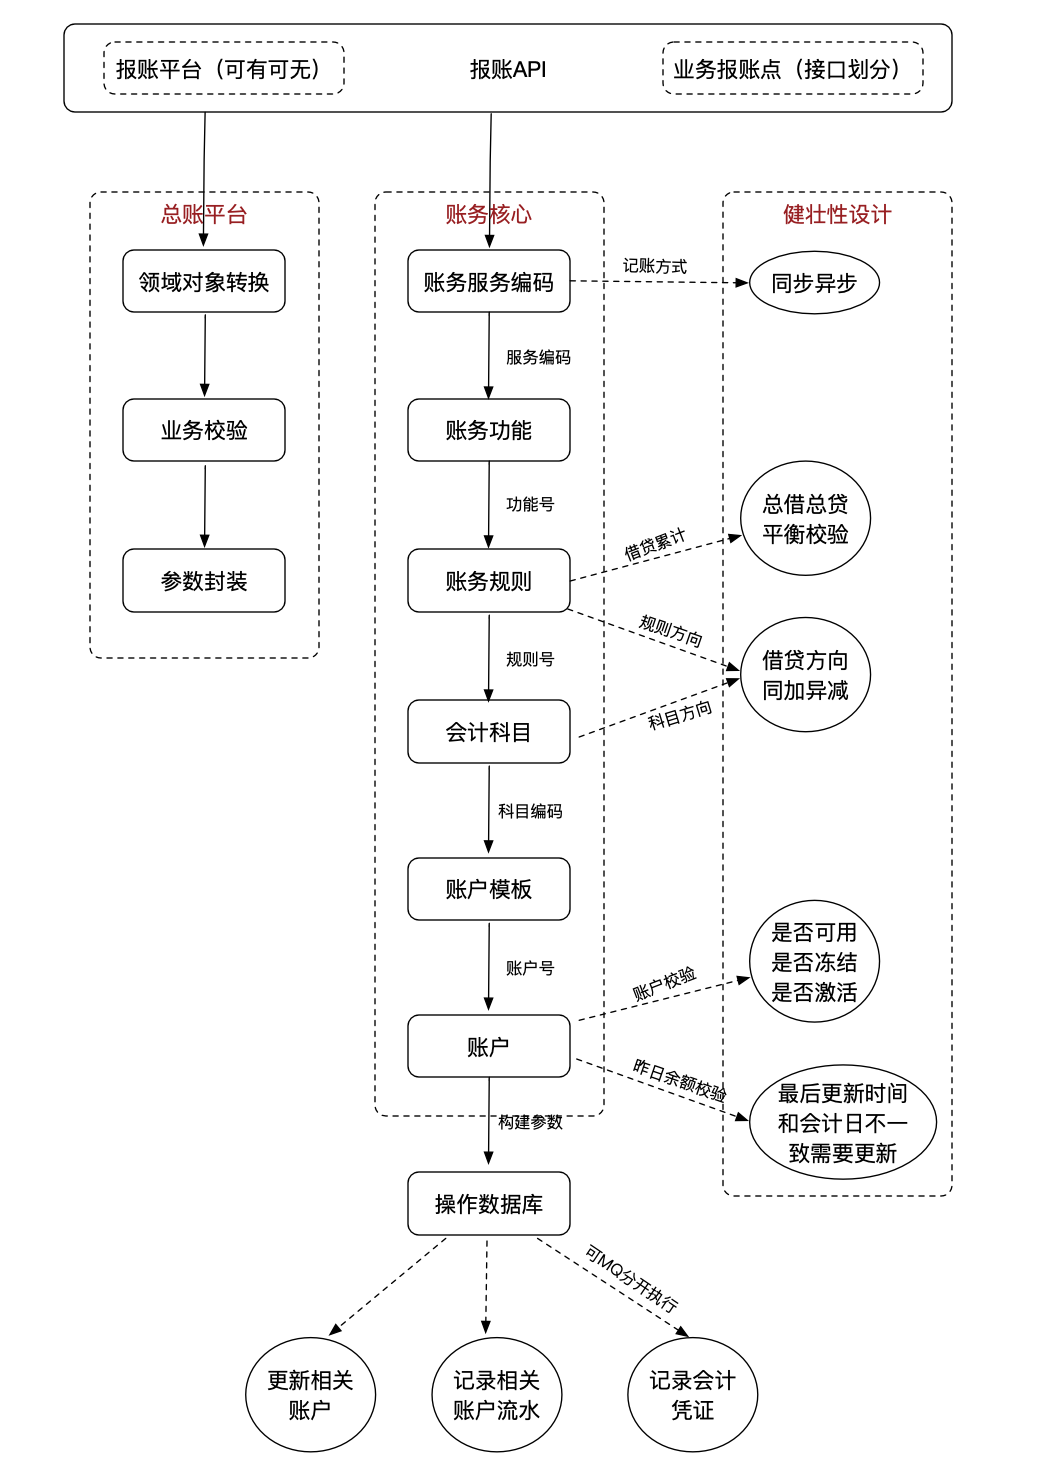 报账平台（可有可无）
报账API
业务报账点（接口划分）
总账平台
账务核心
健壮性设计
领域对象转换
账务服务编码
记账方式
同步异步
服务编码
业务校验
账务功能
功能号
总借总贷
平衡校验
借贷累计
参数封装
账务规则
规则方向
规则号
借贷方向
同加异减
科目方向
会计科目
科目编码
账户模板
是否可用
是否冻结
是否激活
账户号
账户校验
账户
昨日余额校验
最后更新时间
和会计日不一
致需要更新
构建参数
操作数据库
可MQ分开执行
更新相关
账户
记录相关
账户流水
记录会计
凭证